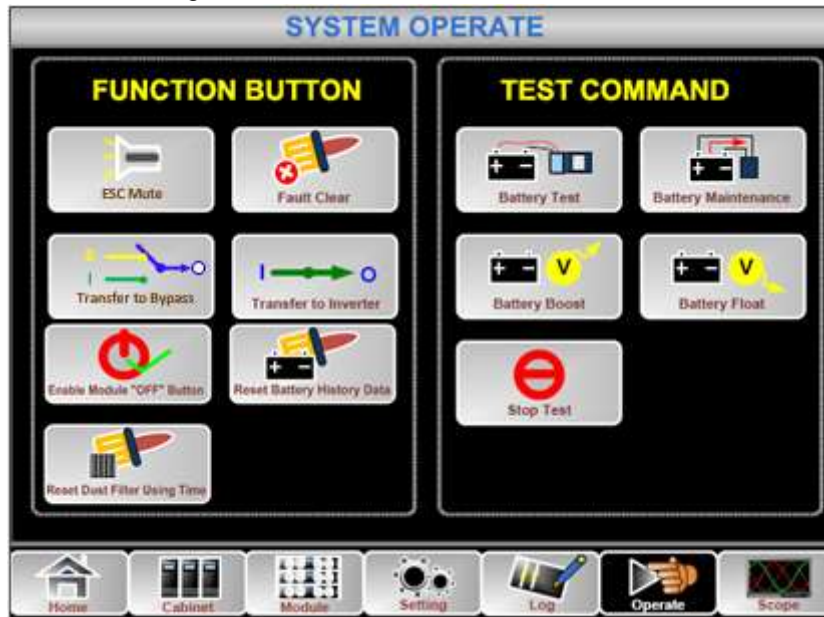 SYSTEM OPERATE
FUNCTION BUTTON
ESC Mute
Fault Clear
Transfer to Bypass
Transfer to Inverter
Enable Module "OFF" Button
Reset Battery History Data
Reset Dust Filter Using Time
TEST COMMAND
Battery Test
Battery Maintenance
Battery Boost
Battery Float
Stop Test
Home
Cabinet
Module
Setting
Log
Operate
Scope